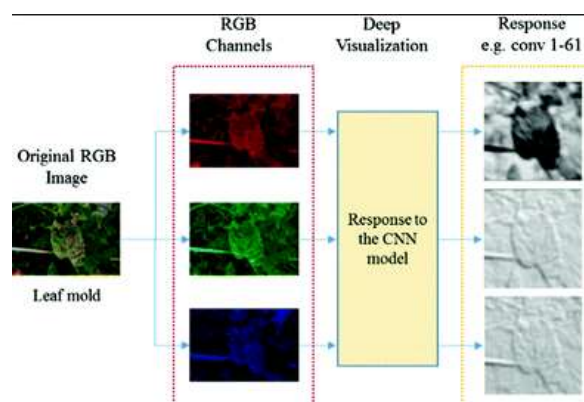 RGB
Channels
Deep
Visualization
Response
e.g. conv 1-61
Original RGB
Image
Leaf mold
Response to
the CNN
model